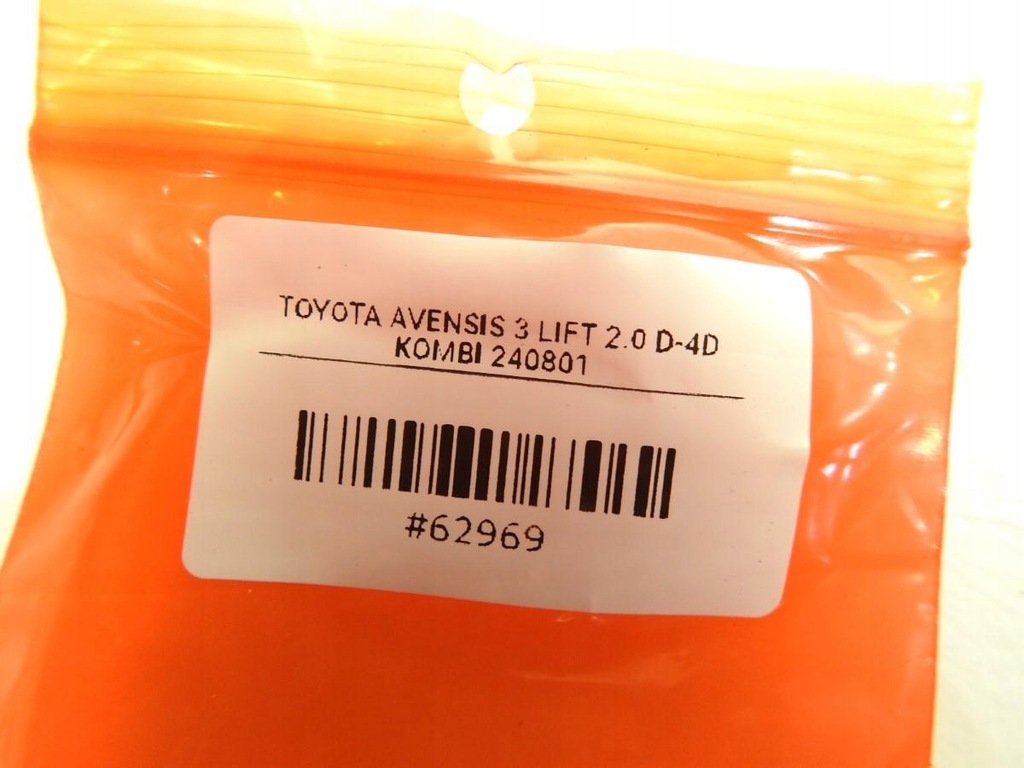 TOYOTA AVENSIS 3 LIFT 2.0 D-4D
KOMBI 240801
#62969